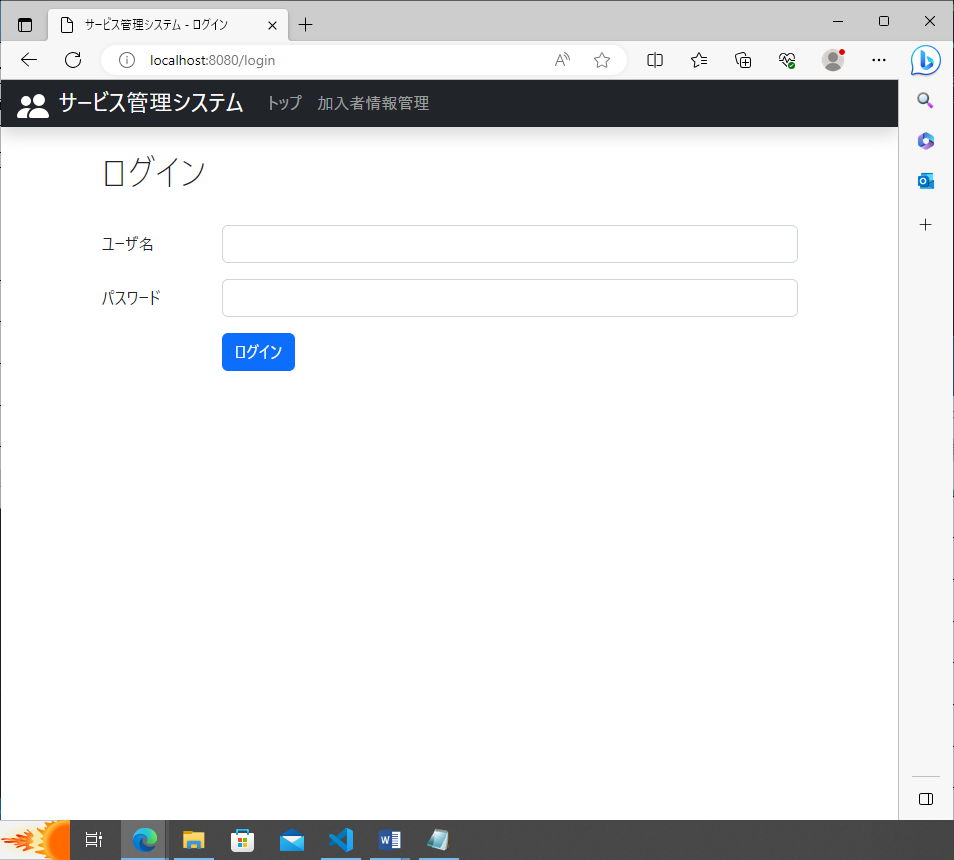 サービス管理システム - ログイン
localhost:8080/login
サービス管理システム トップ 加入者情報管理
ログイン
ユーザ名
パスワード
ログイン